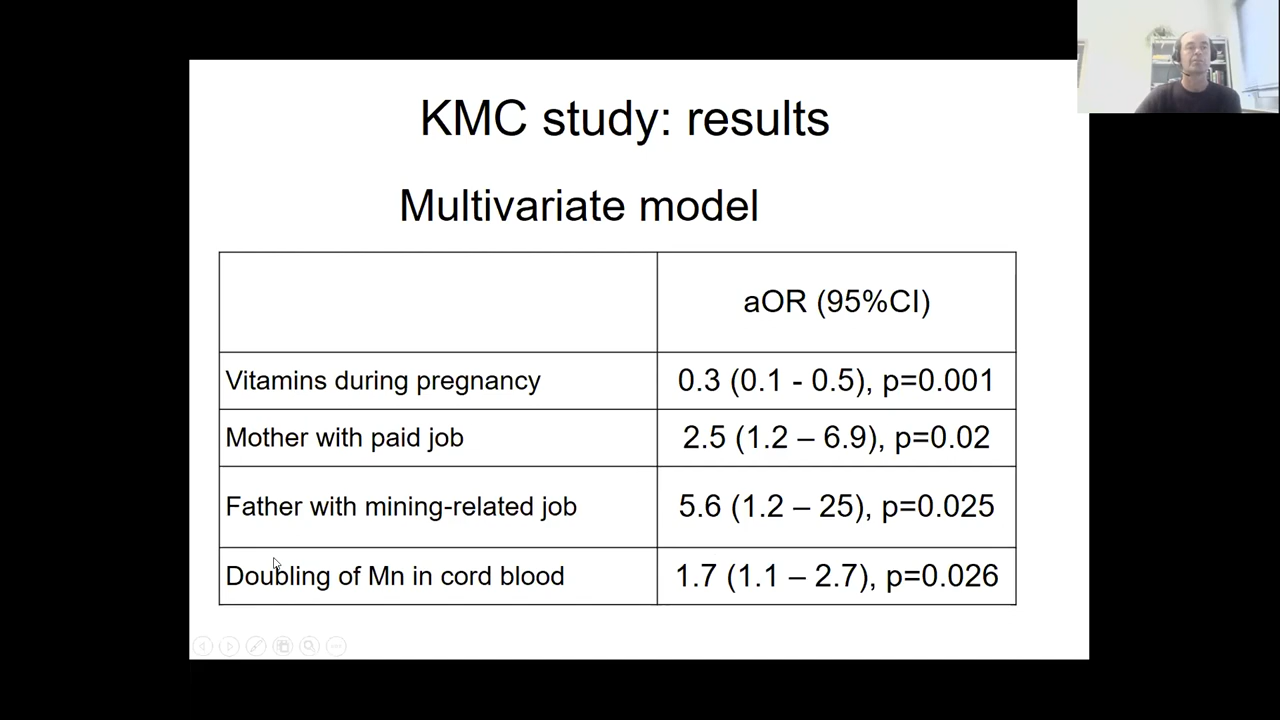 KMC study: results
Multivariate model
aOR (95%CI)
Vitamins during pregnancy 0.3 (0.1 - 0.5), p=0.001
Mother with paid job 2.5 (1.2 – 6.9), p=0.02
Father with mining-related job 5.6 (1.2 – 25), p=0.025
Doubling of Mn in cord blood 1.7 (1.1 – 2.7), p=0.026